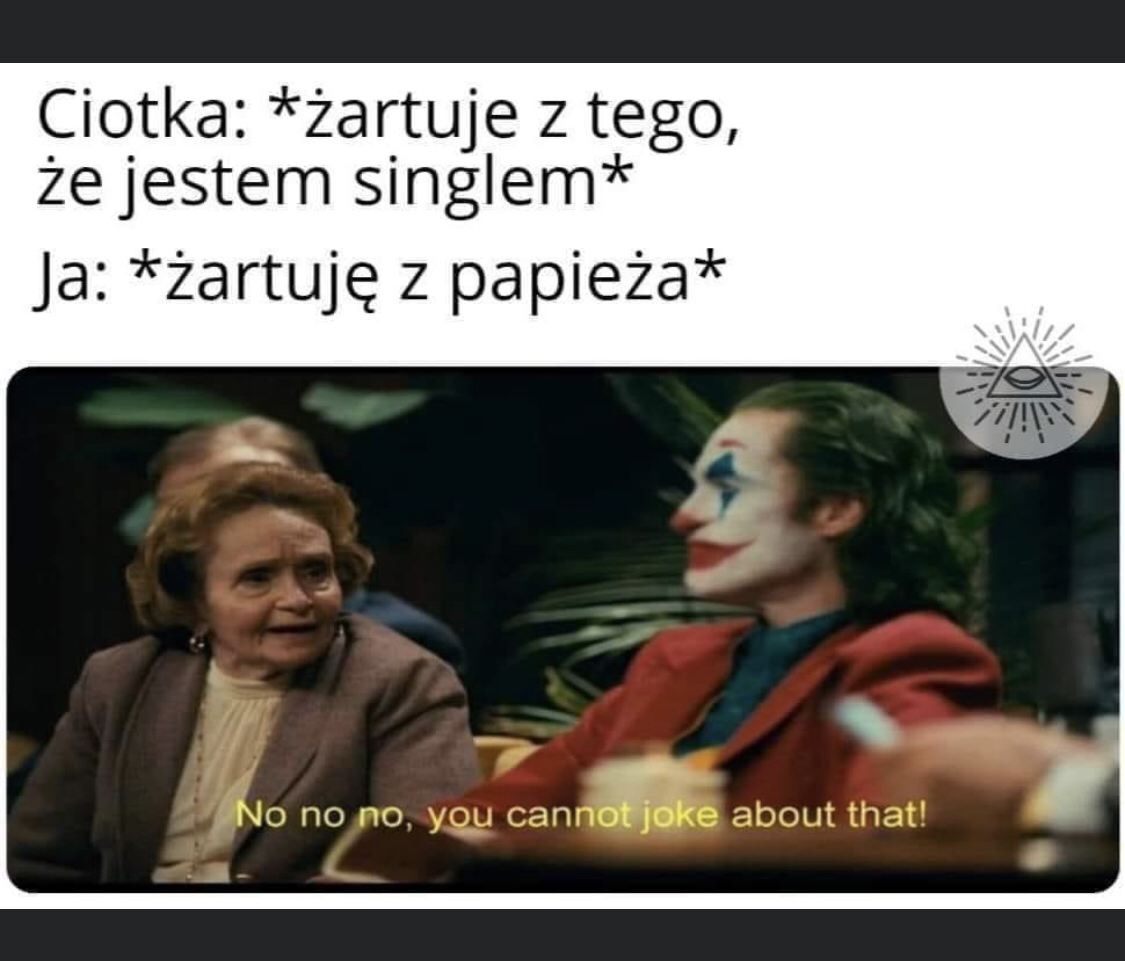 Ciotka: *żartuje z tego,
że jestem singlem*
Ja: *żartuję z papieża*
No no no, you cannot joke about that!